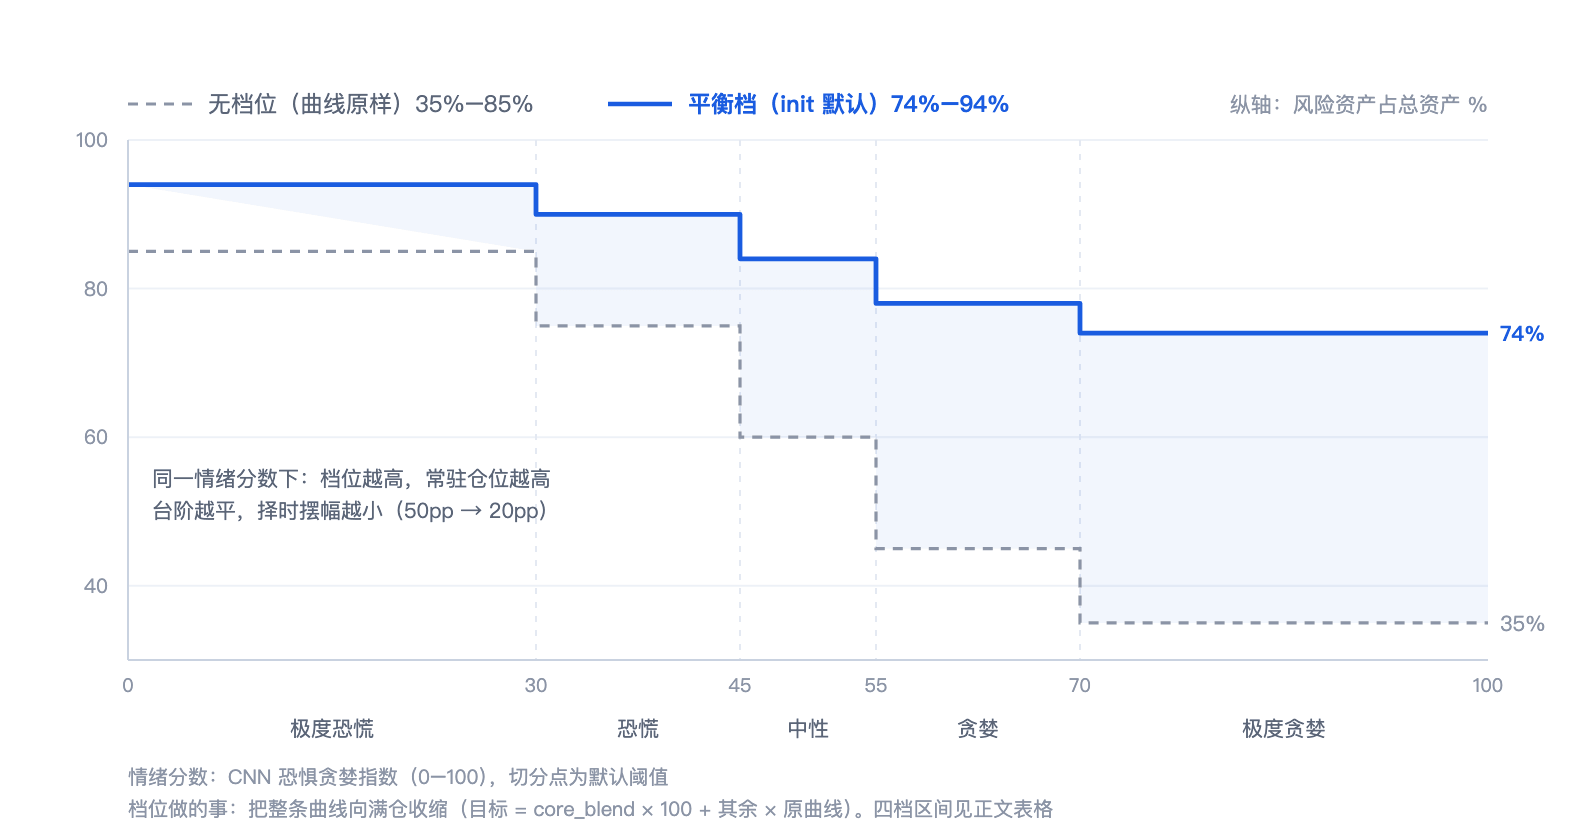 无档位（曲线原样）35%—85%
平衡档（init 默认）74%—94%
纵轴：风险资产占总资产 %
100
80
60
40
74%
35%
同一情绪分数下：档位越高，常驻仓位越高
台阶越平，择时摆幅越小（50pp → 20pp）
0 30 45 55 70 100
极度恐慌 恐慌 中性 贪婪 极度贪婪
情绪分数：CNN 恐惧贪婪指数（0—100），切分点为默认阈值
档位做的事：把整条曲线向满仓收缩（目标 = core_blend × 100 + 其余 × 原曲线）。四档区间见正文表格